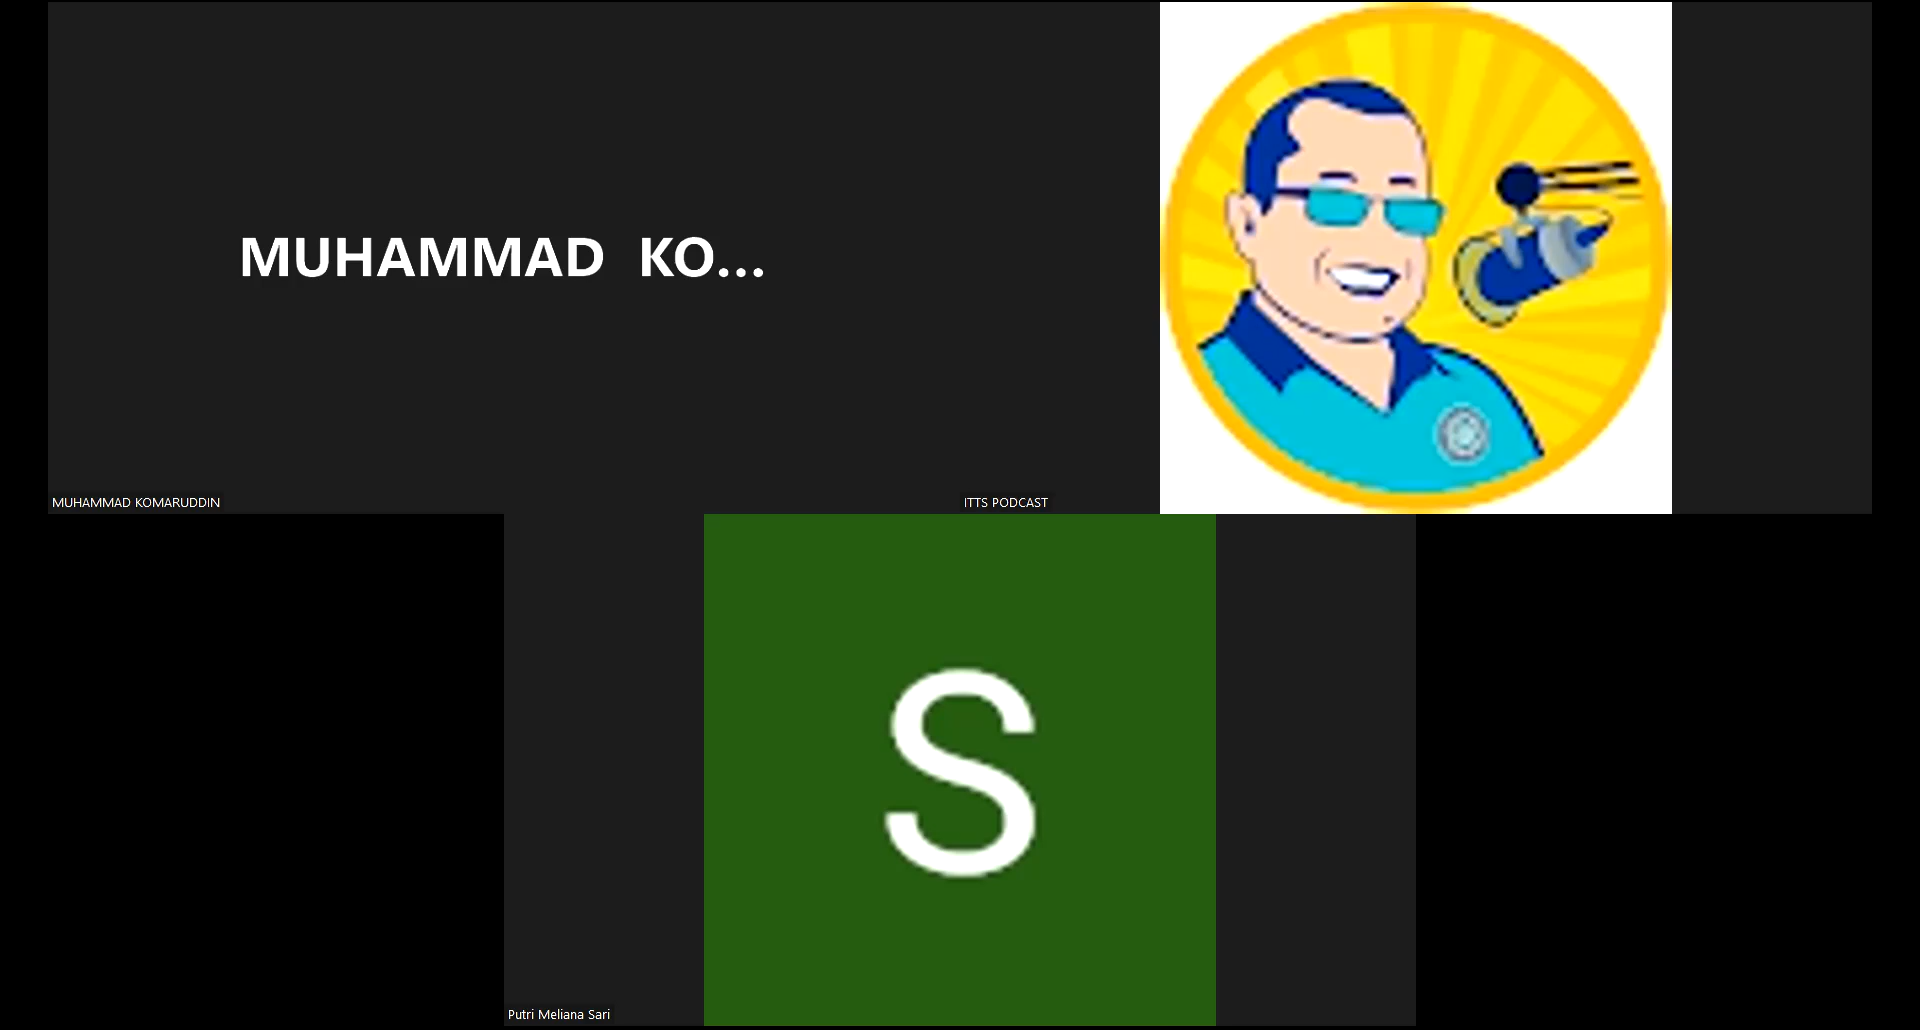 MUHAMMAD KO...
MUHAMMAD KOMARUDDIN
ITTS PODCAST
S
Putri Meliana Sari